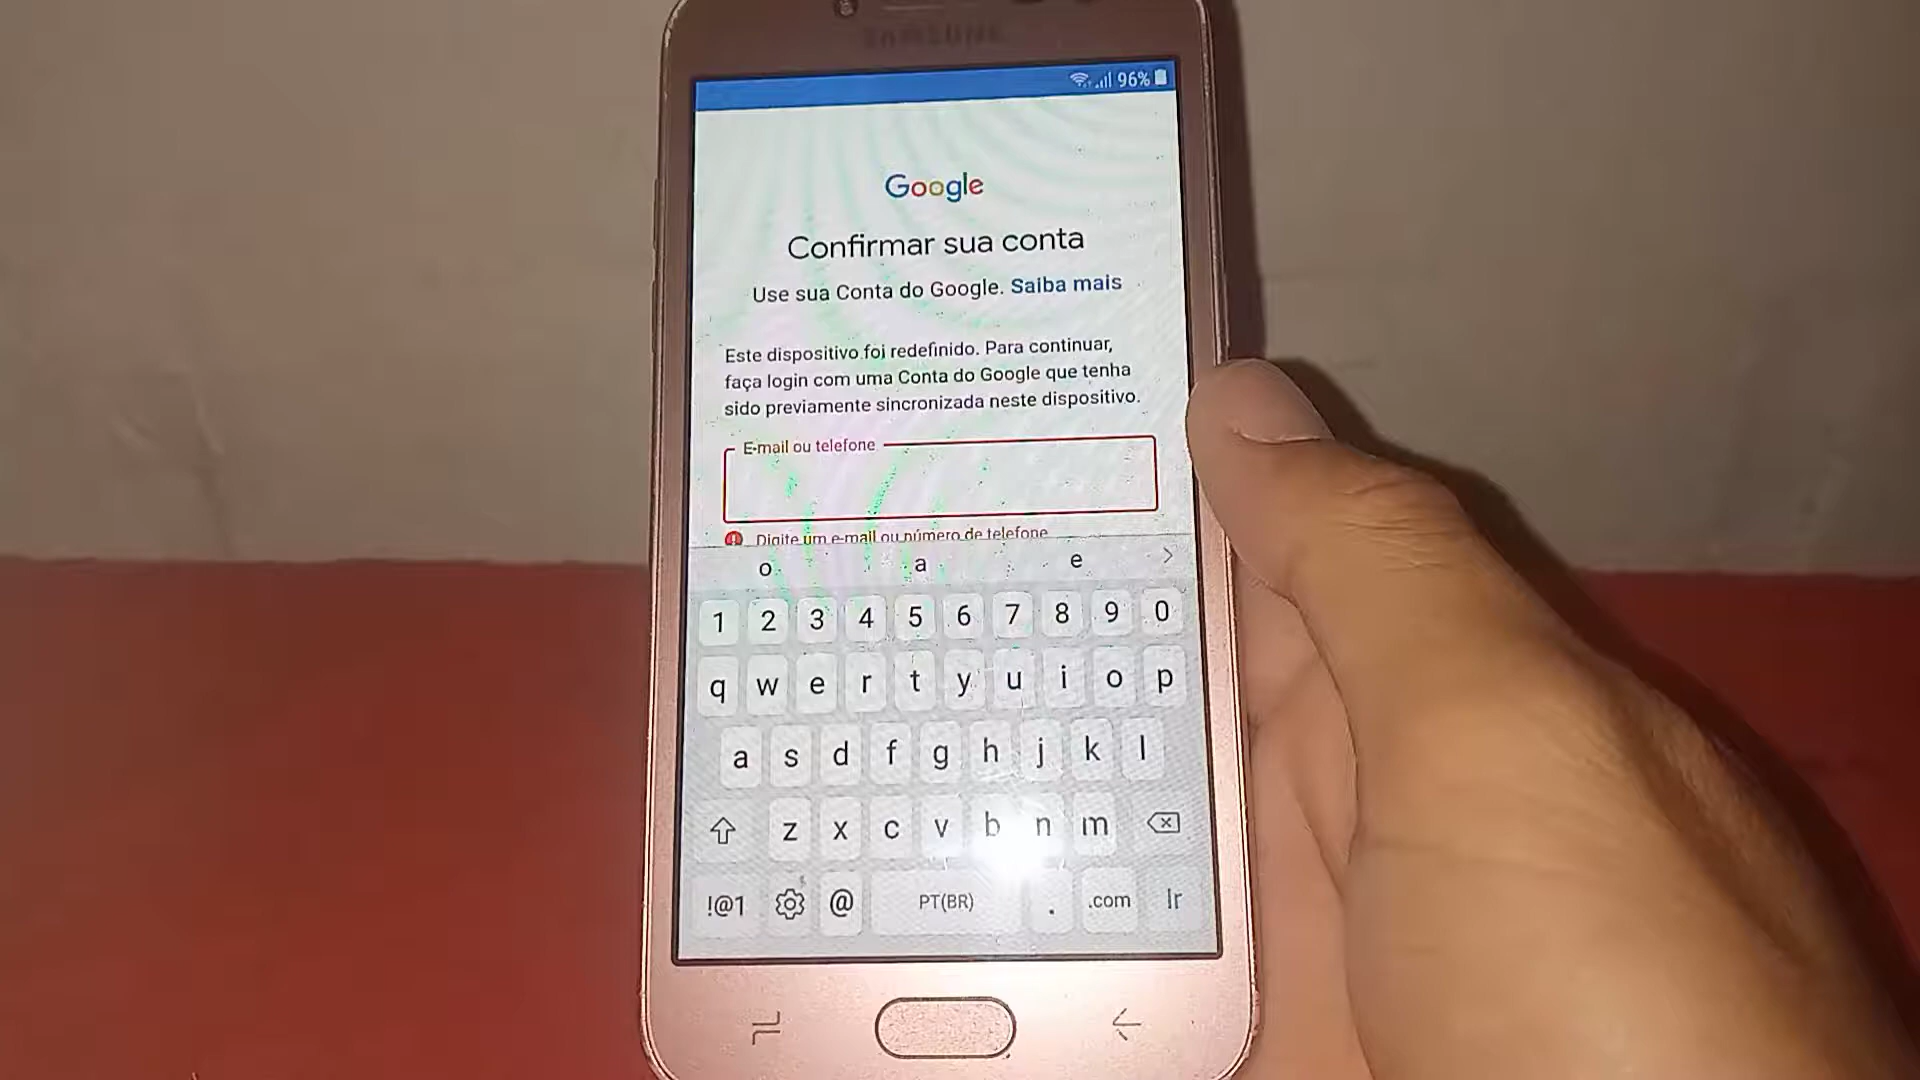 SAMSUNG
96%
Google
Confirmar sua conta
Use sua Conta do Google. Saiba mais
Este dispositivo foi redefinido. Para continuar,
faça login com uma Conta do Google que tenha
sido previamente sincronizada neste dispositivo.
E-mail ou telefone
Digite um e-mail ou número de telefone
o a e
1 2 3 4 5 6 7 8 9 0
q w e r t y u i o p
a s d f g h j k l
z x c v b n m
!@1 @ PT(BR) . .com Ir